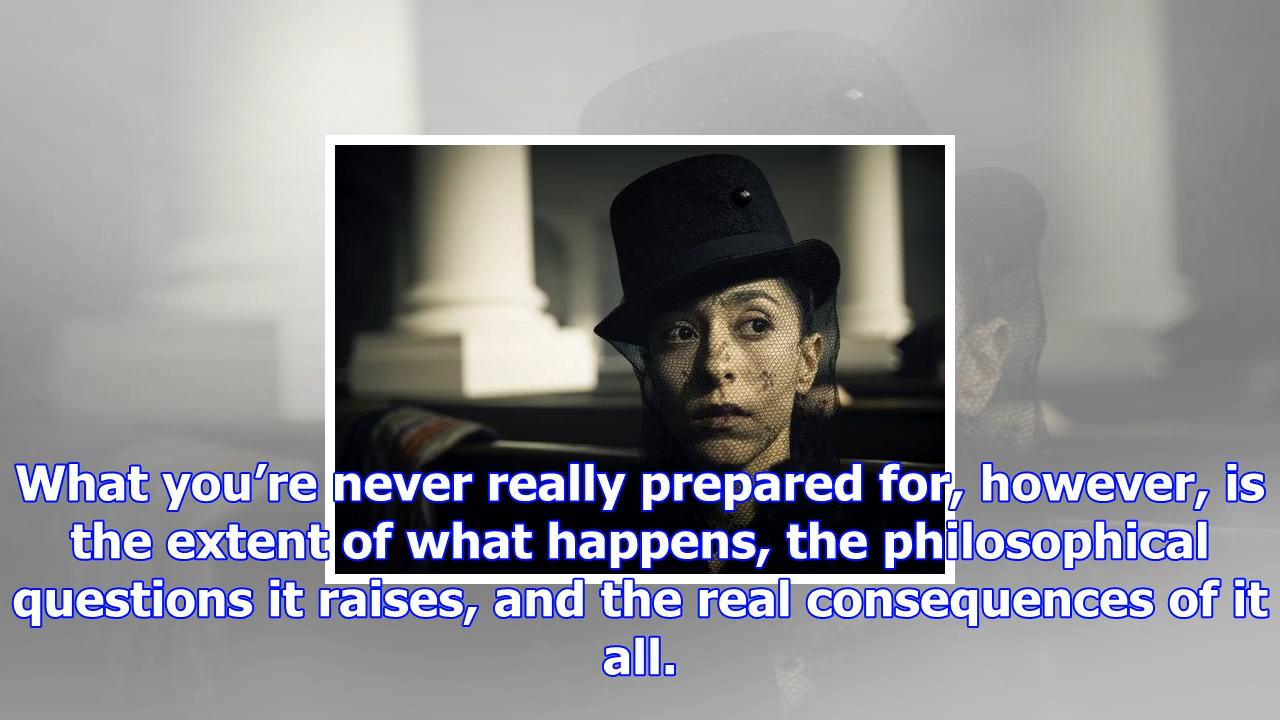 What you’re never really prepared for, however, is
the extent of what happens, the philosophical
questions it raises, and the real consequences of it
all.